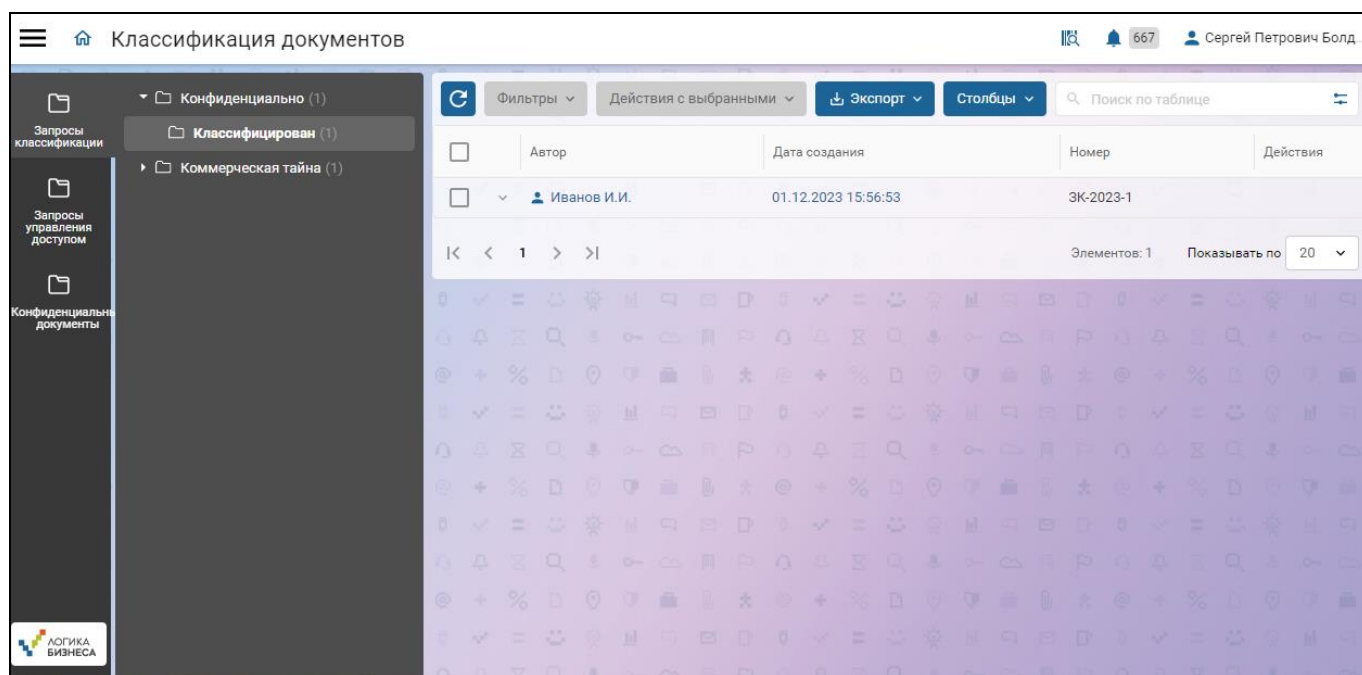 Классификация документов
667
Сергей Петрович Болд...
Запросы
классификации
Запросы
управления
доступом
Конфиденциальнь
документы
Конфиденциально (1)
Классифицирован (1)
Коммерческая тайна (1)
Фильтры
Действия с выбранными
Экспорт
Столбцы
Поиск по таблице
Автор
Дата создания
Номер
Действия
Иванов И.И.
01.12.2023 15:56:53
ЗК-2023-1
1
Элементов: 1
Показывать по
20
ЛОГИКА
БИЗНЕСА